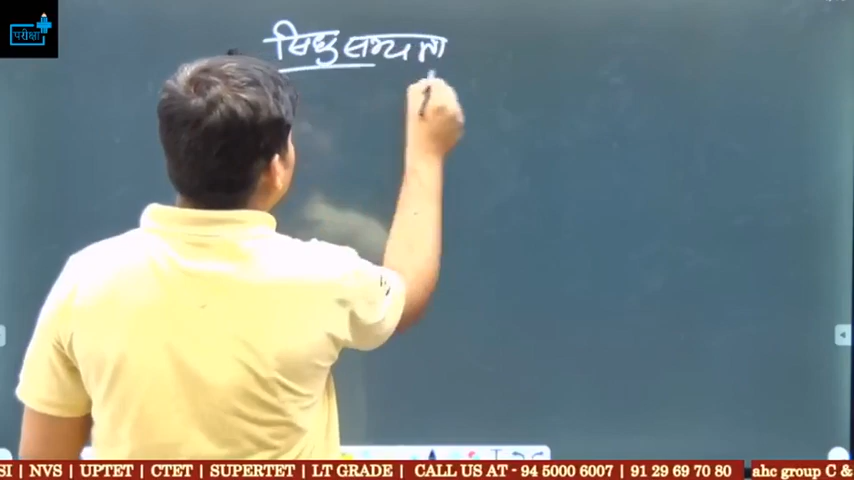 परीक्षा
सिंधु सभ्यता
SI | NVS | UPTET | CTET | SUPERTET | LT GRADE | CALL US AT - 94 5000 6007 | 91 29 69 70 80 ahc group C &